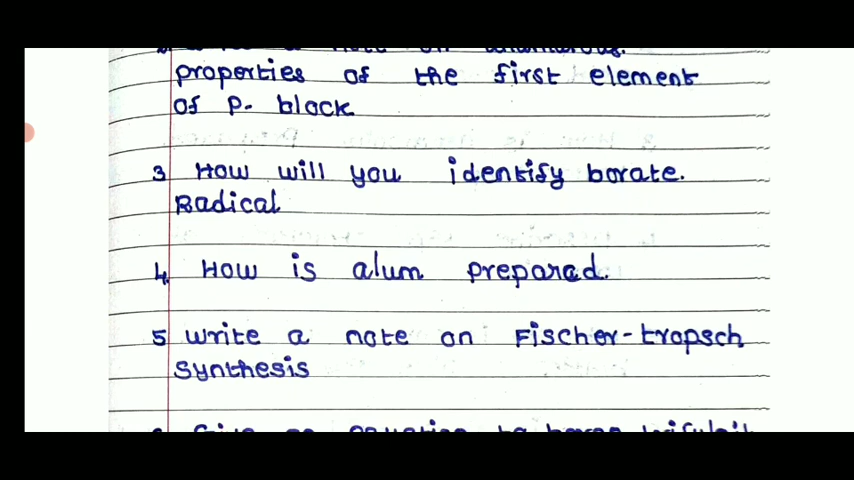 properties of the first element
of P. block
3 How will you identify borate.
Radical
4. How is alum prepared.
5 Write a note on Fischer-tropsch
Synthesis